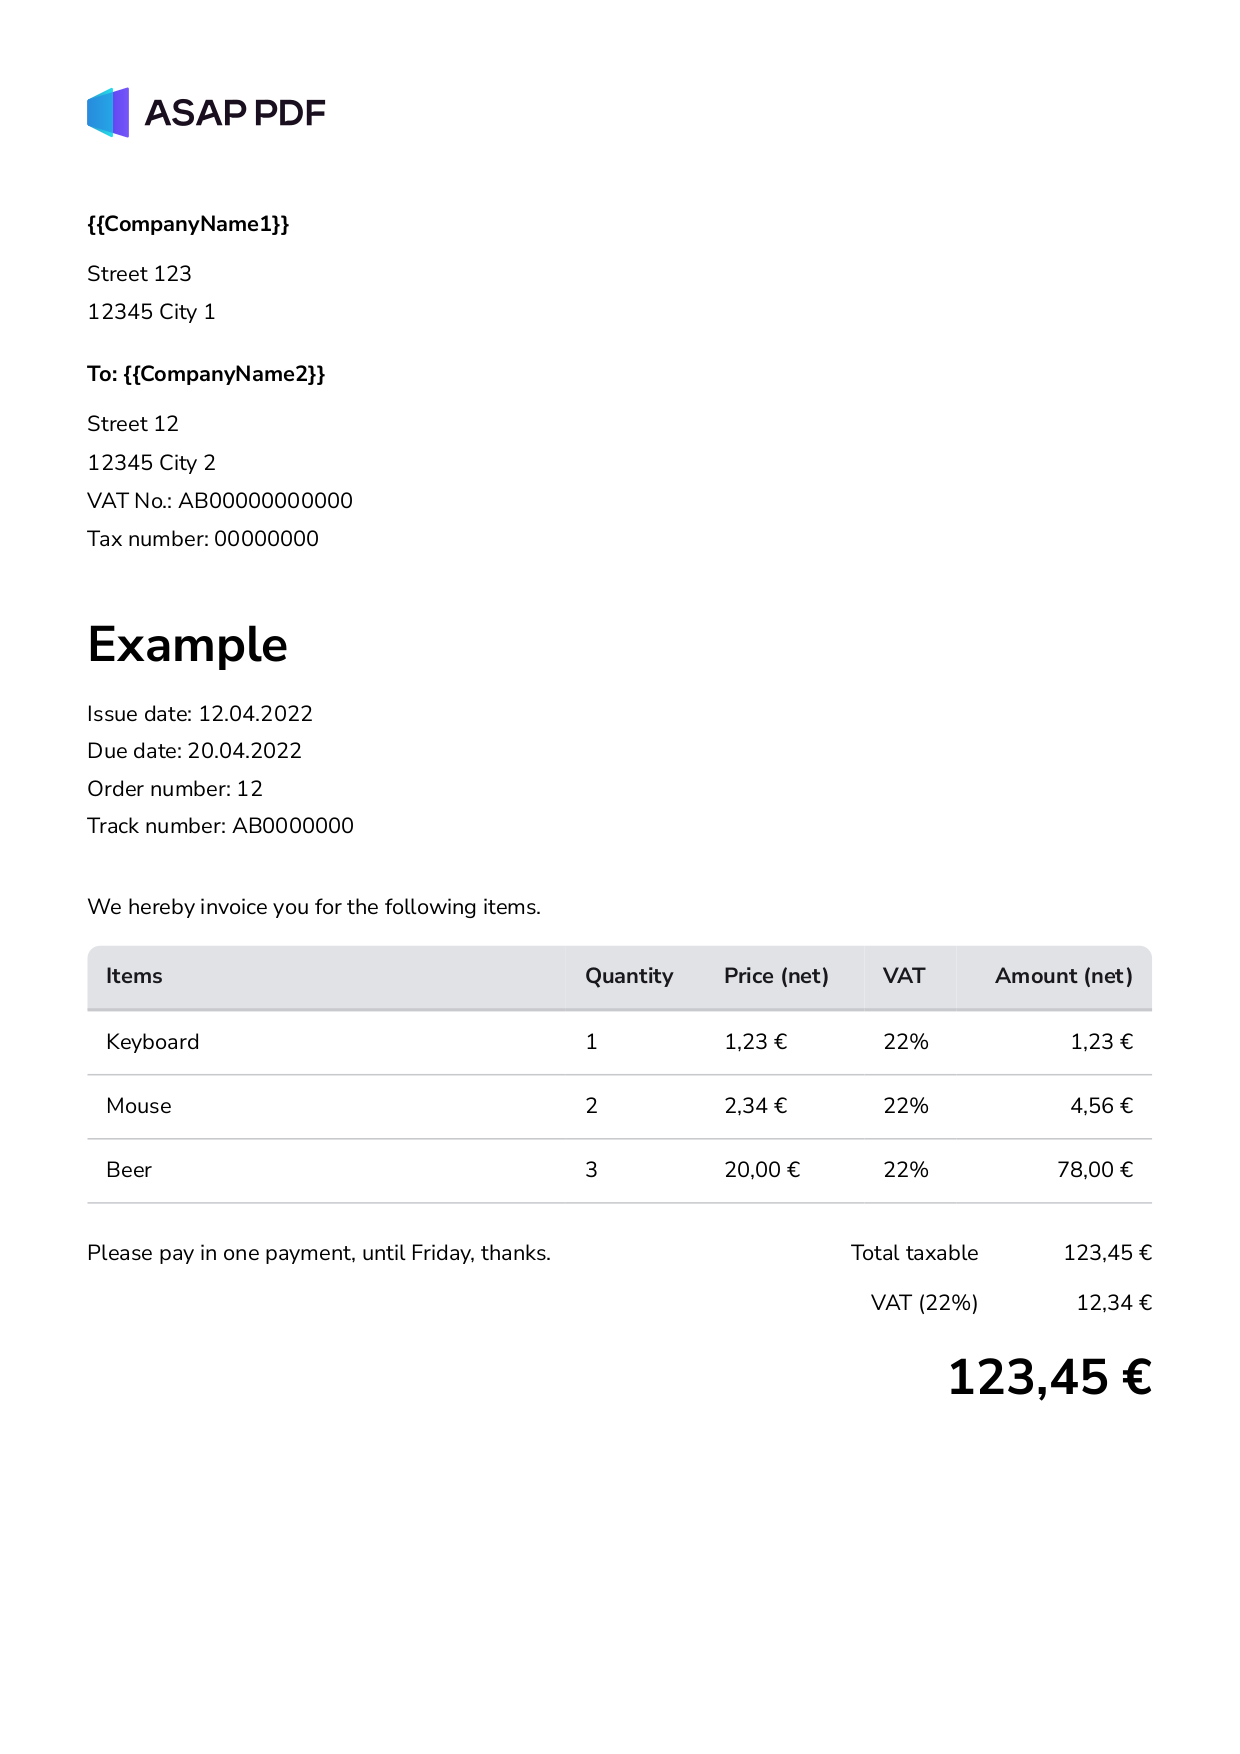 ASAP PDF
{{CompanyName1}}
Street 123
12345 City 1
To: {{CompanyName2}}
Street 12
12345 City 2
VAT No.: AB00000000000
Tax number: 00000000
Example
Issue date: 12.04.2022
Due date: 20.04.2022
Order number: 12
Track number: AB0000000
We hereby invoice you for the following items.
Items Quantity Price (net) VAT Amount (net)
Keyboard 1 1,23 € 22% 1,23 €
Mouse 2 2,34 € 22% 4,56 €
Beer 3 20,00 € 22% 78,00 €
Please pay in one payment, until Friday, thanks. Total taxable 123,45 €
VAT (22%) 12,34 €
123,45 €